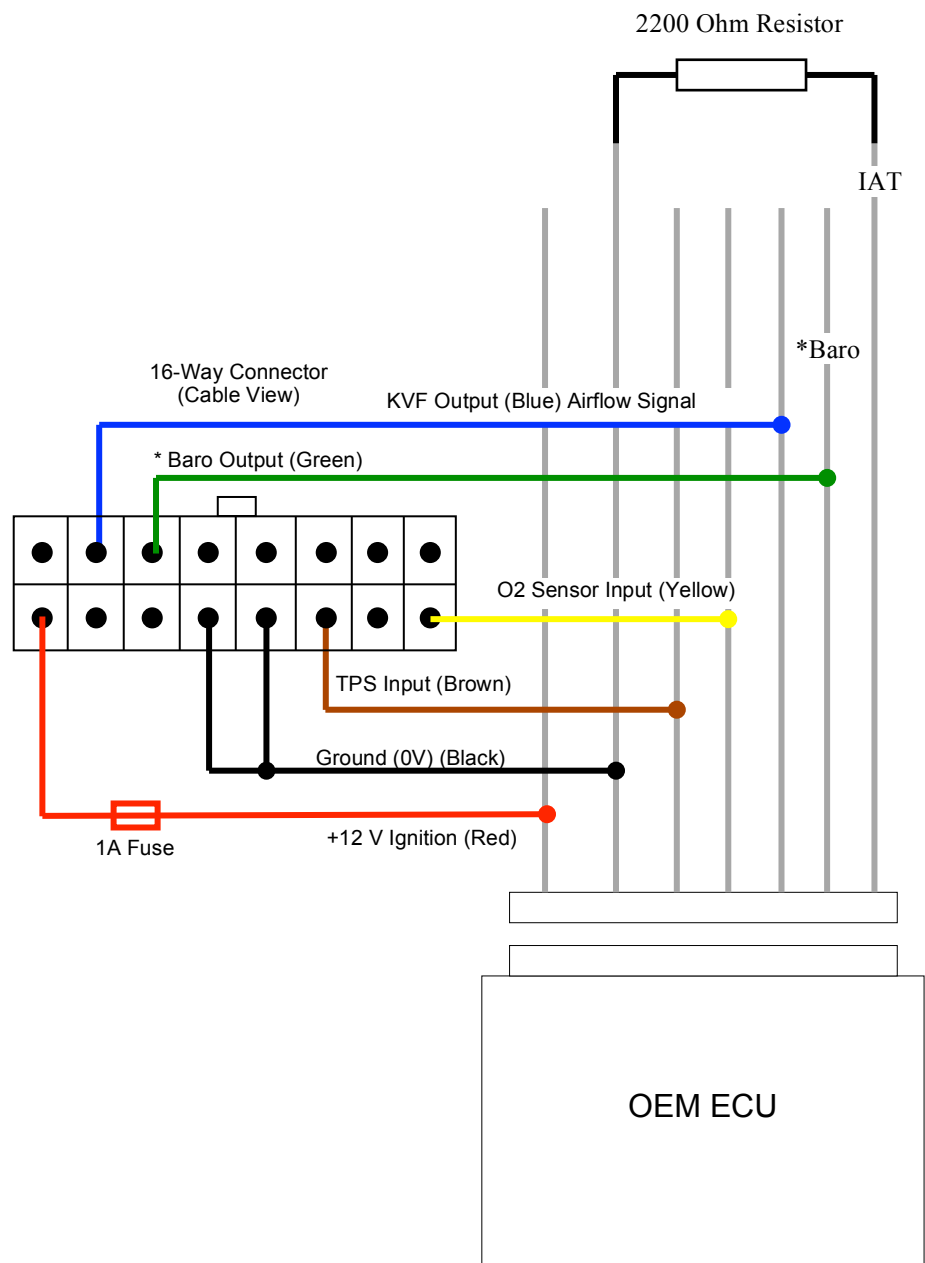 2200 Ohm Resistor
IAT
*Baro
16-Way Connector
(Cable View)
KVF Output (Blue) Airflow Signal
* Baro Output (Green)
O2 Sensor Input (Yellow)
TPS Input (Brown)
Ground (0V) (Black)
+12 V Ignition (Red)
1A Fuse
OEM ECU